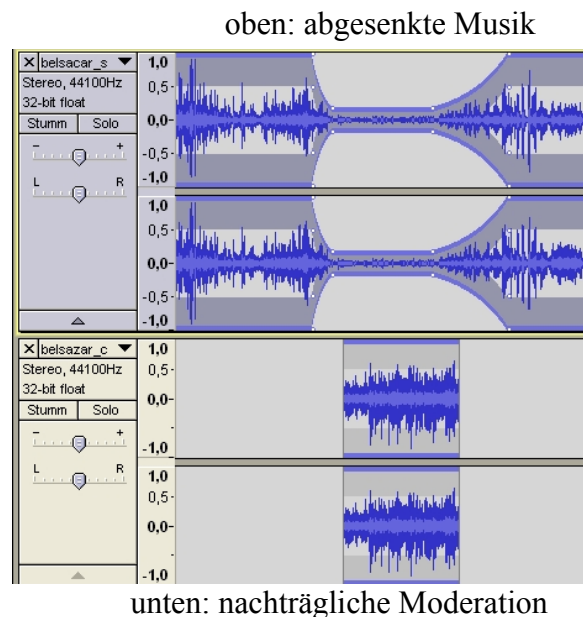 oben: abgesenkte Musik
belsacar_s
Stereo, 44100Hz
32-bit float
Stumm Solo
- +
L R
1,0
0,5-
0,0-
-0,5-
-1,0
1,0
0,5-
0,0-
-0,5-
-1,0
belsazar_c
Stereo, 44100Hz
32-bit float
Stumm Solo
- +
L R
1,0
0,5-
0,0-
-1,0
1,0
0,5-
0,0-
-1,0
unten: nachträgliche Moderation